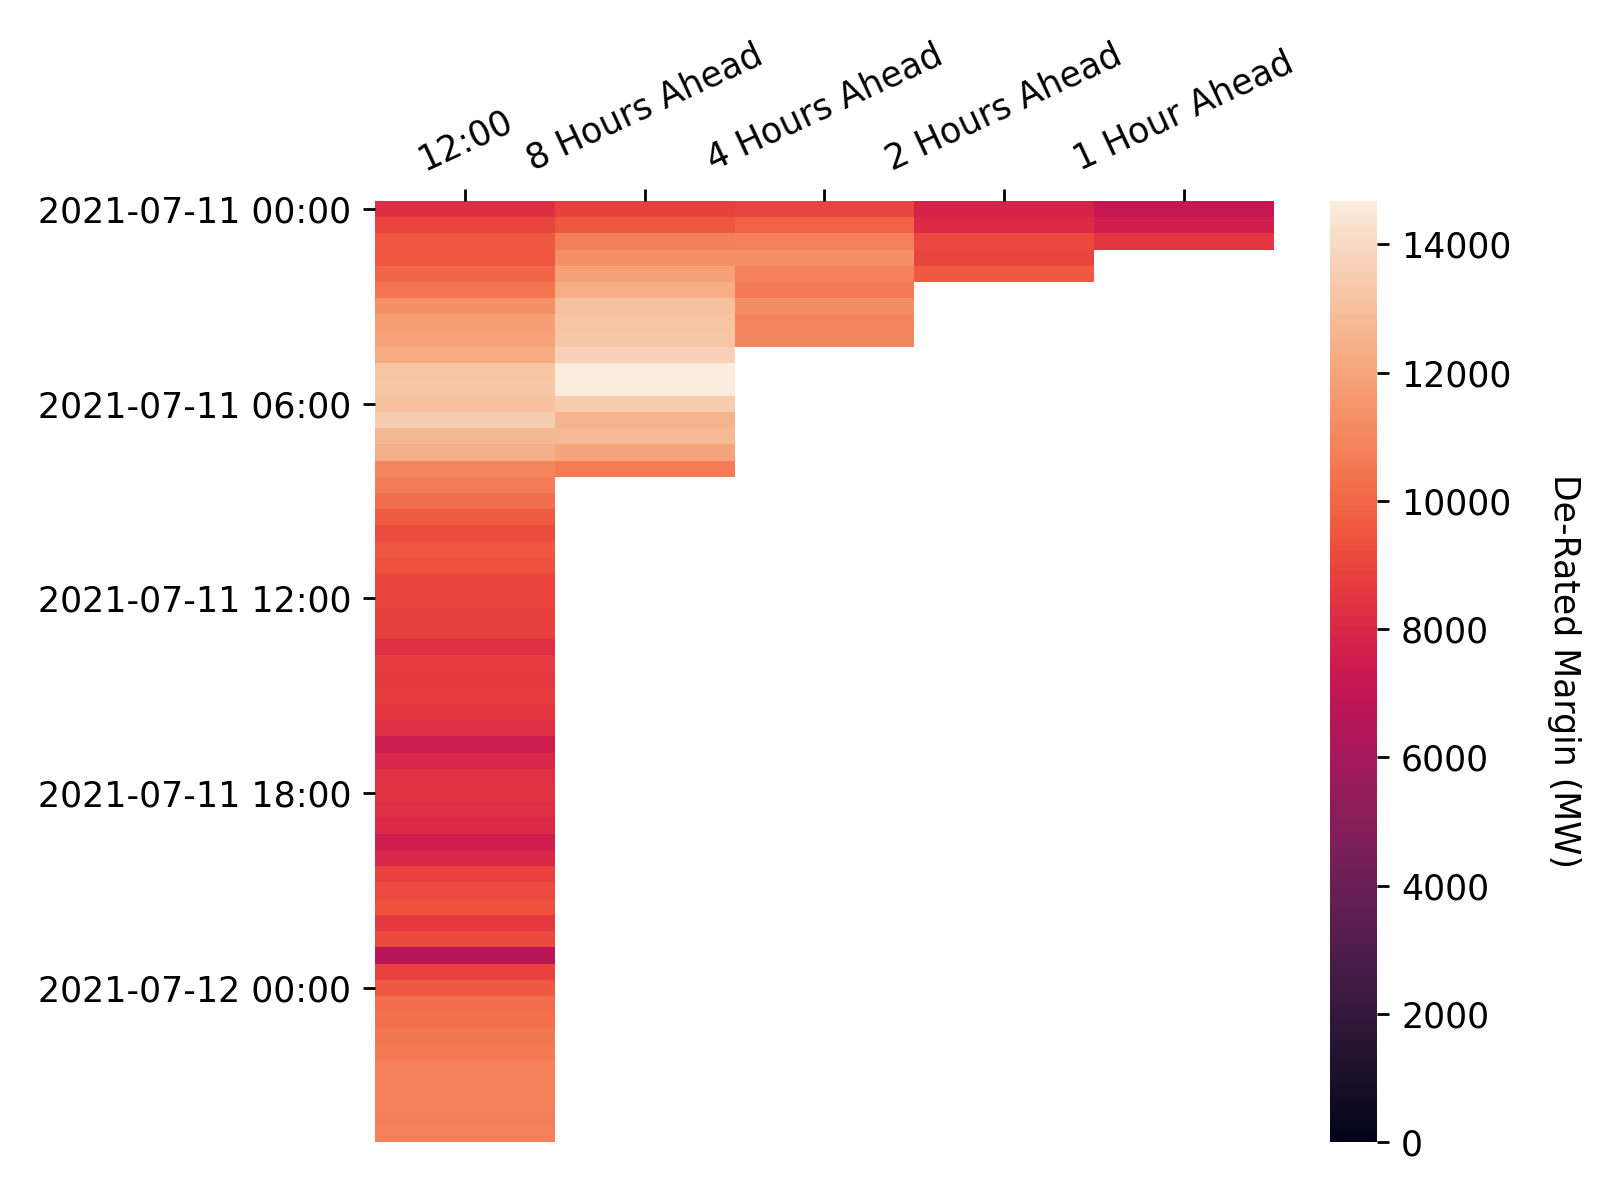 12:00
8 Hours Ahead
4 Hours Ahead
2 Hours Ahead
1 Hour Ahead
2021-07-11 00:00
2021-07-11 06:00
2021-07-11 12:00
2021-07-11 18:00
2021-07-12 00:00
14000
12000
10000
8000
6000
4000
2000
0
De-Rated Margin (MW)